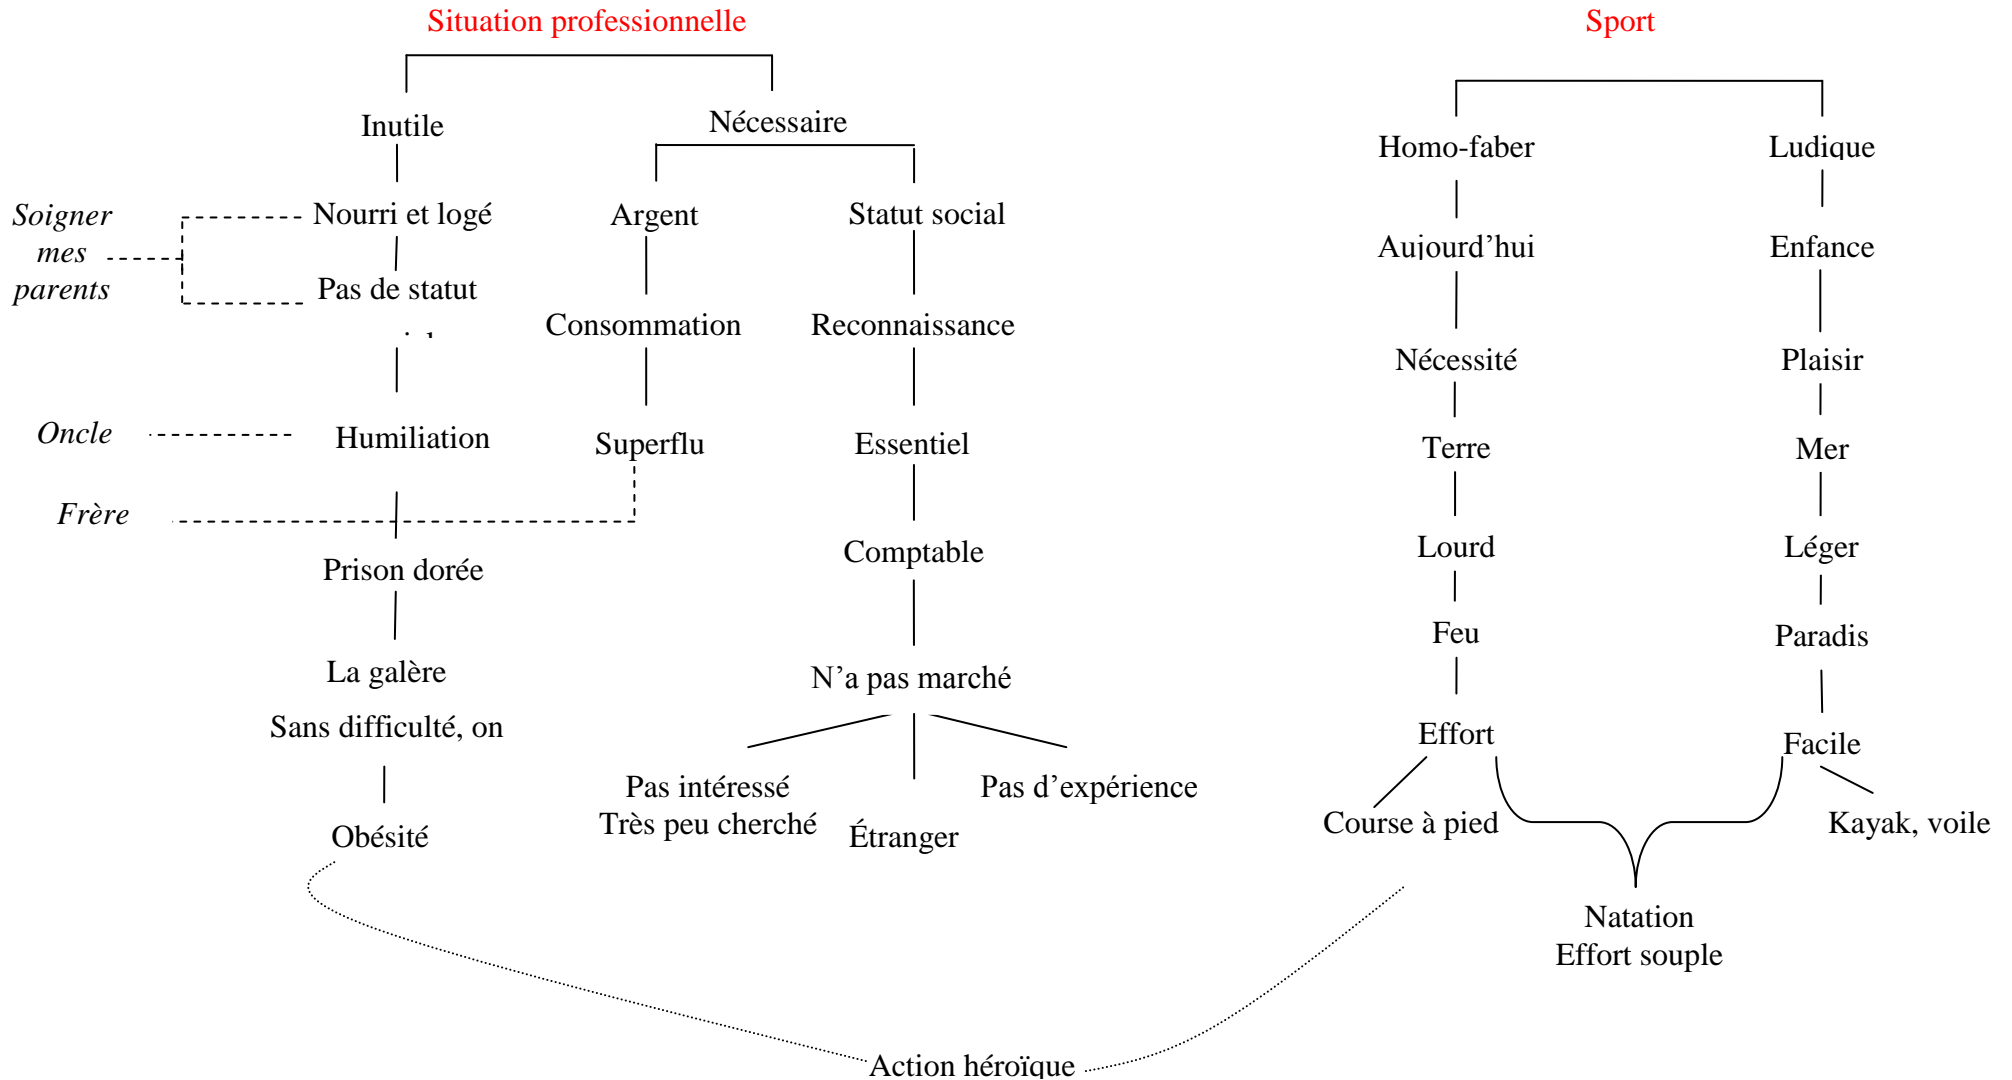 Situation professionnelle
Sport
Inutile
Nécessaire
Homo-faber
Ludique
Soigner
mes
parents
Nourri et logé
Argent
Statut social
Aujourd’hui
Enfance
Pas de statut
Consommation
Reconnaissance
Nécessité
Plaisir
Oncle
Humiliation
Superflu
Essentiel
Terre
Mer
Frère
Prison dorée
Comptable
Lourd
Léger
La galère
N’a pas marché
Feu
Paradis
Sans difficulté, on
Effort
Facile
Pas intéressé
Très peu cherché
Étranger
Pas d’expérience
Obésité
Course à pied
Kayak, voile
Natation
Effort souple
Action héroïque